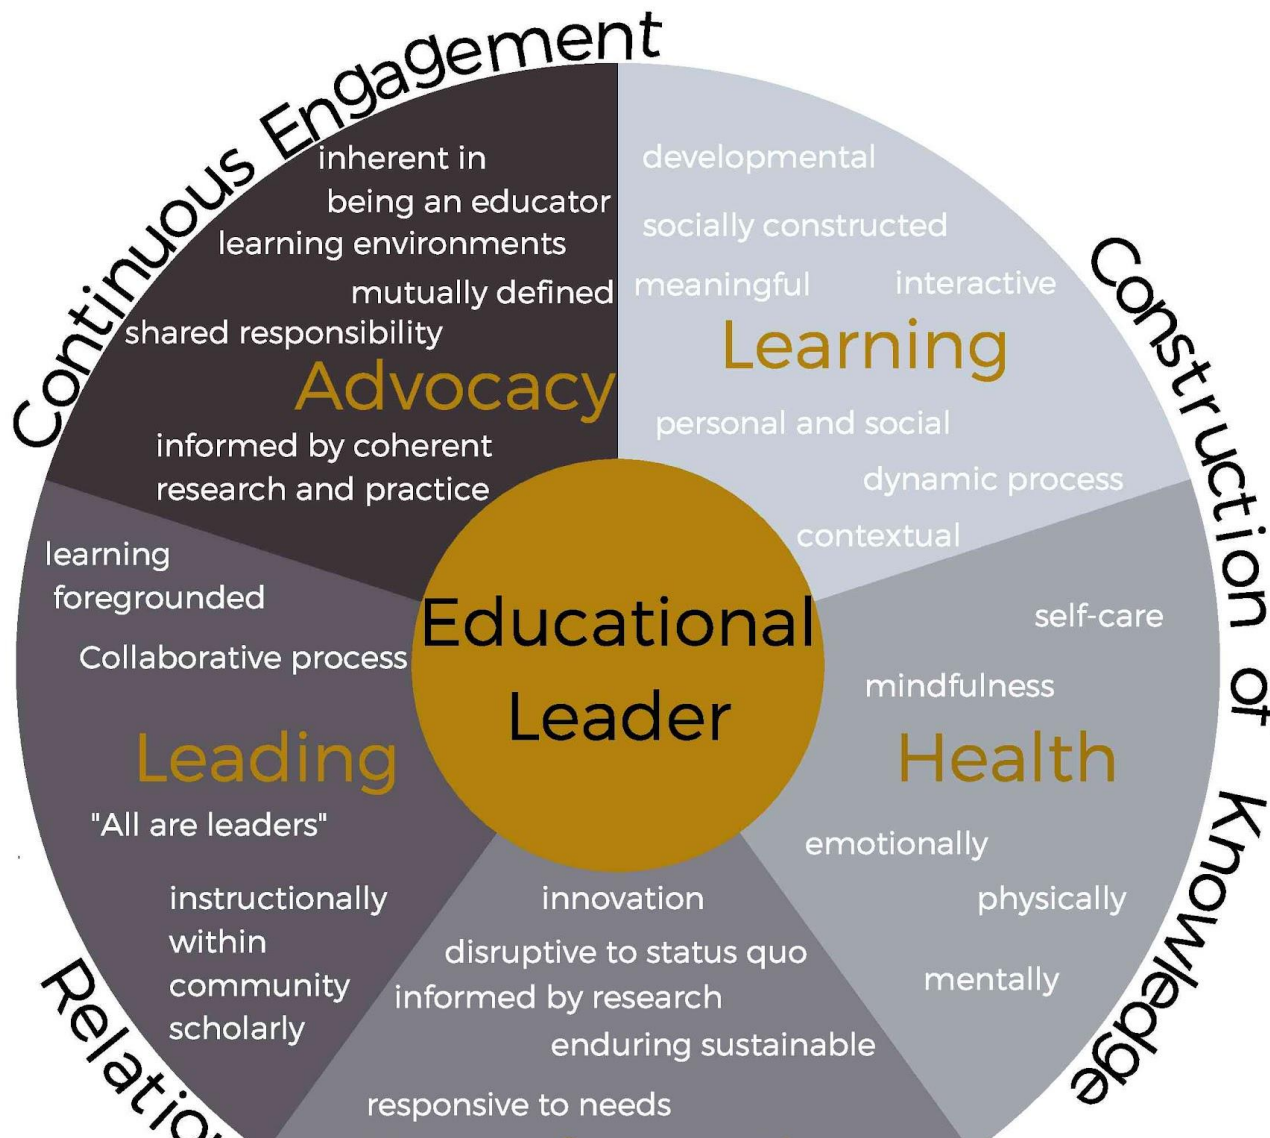 Continuous Engagement
inherent in
being an educator
learning environments
mutually defined
shared responsibility
Advocacy
informed by coherent
research and practice
developmental
socially constructed
meaningful
interactive
Learning
personal and social
dynamic process
contextual
Construction of Knowledge
self-care
mindfulness
Health
emotionally
physically
mentally
Educational
Leader
learning
foregrounded
Collaborative process
Leading
"All are leaders"
instructionally
within
community
scholarly
innovation
disruptive to status quo
informed by research
enduring sustainable
responsive to needs